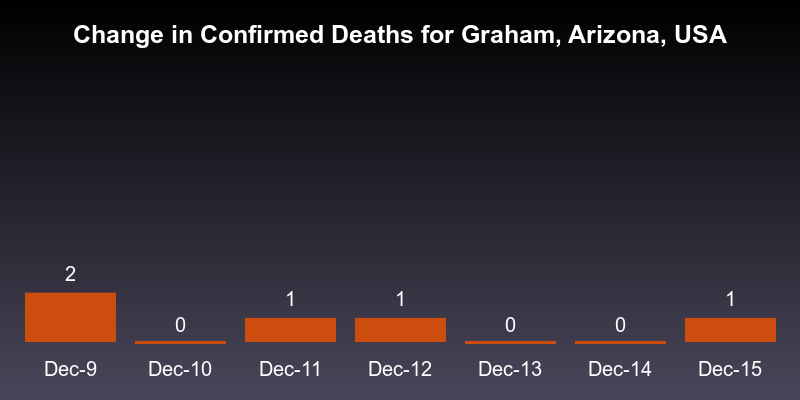 Change in Confirmed Deaths for Graham, Arizona, USA
2
0
1
1
0
0
1
Dec-9
Dec-10
Dec-11
Dec-12
Dec-13
Dec-14
Dec-15